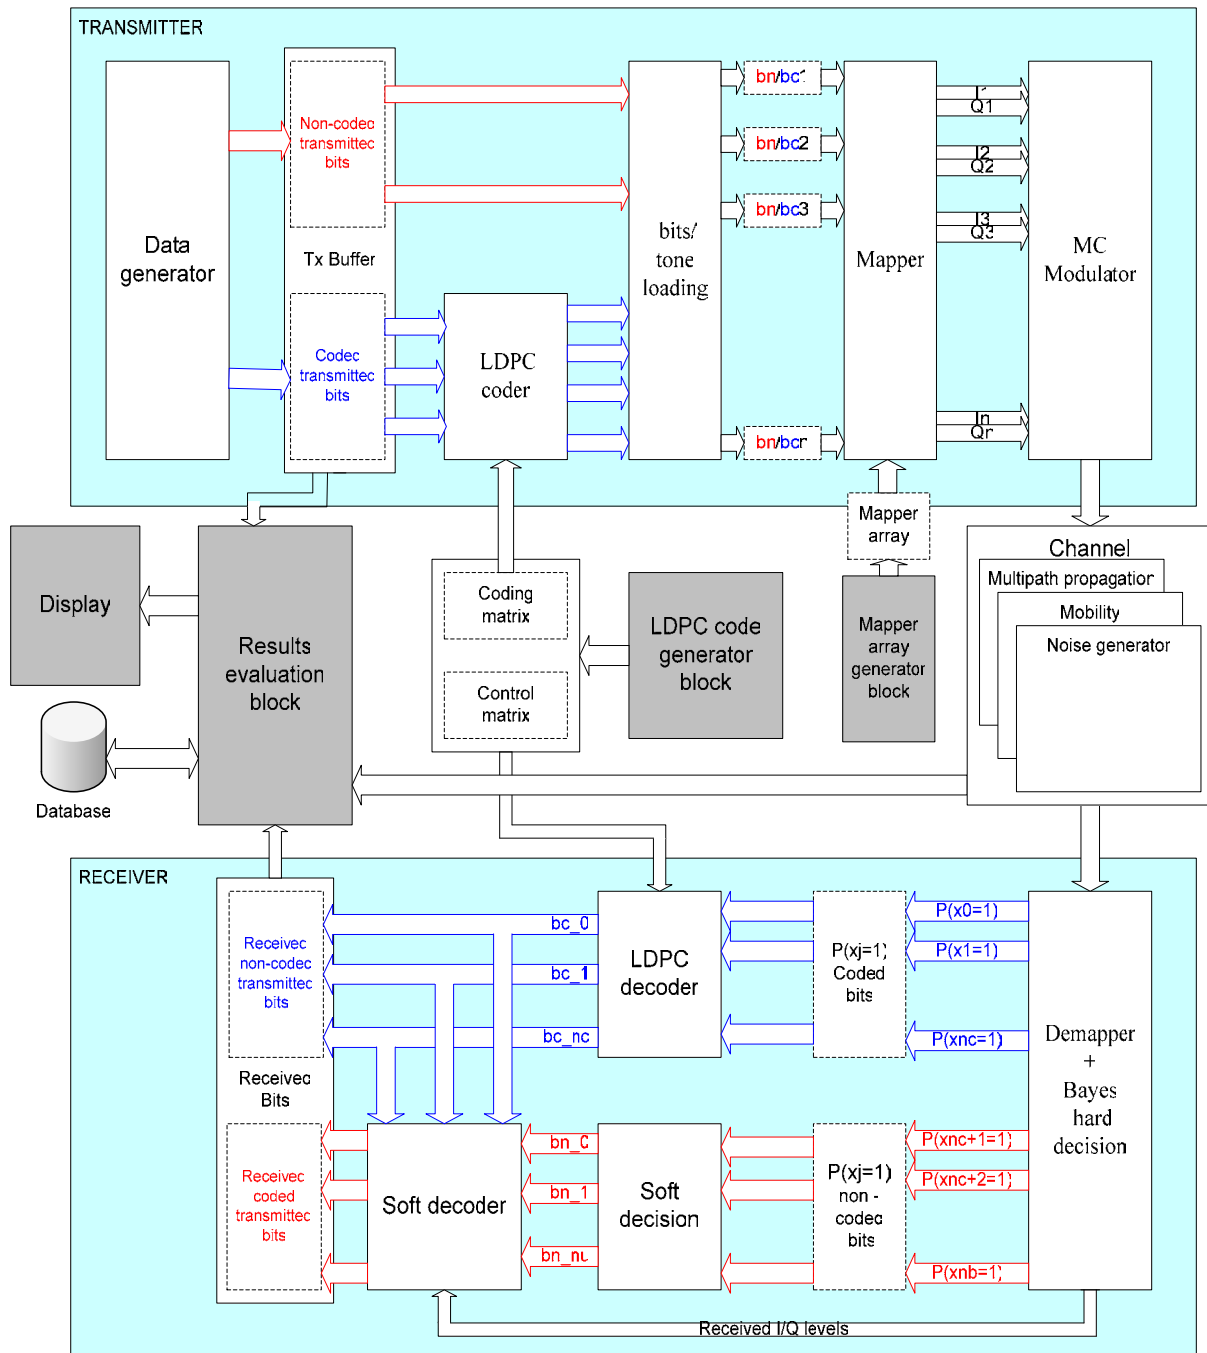 TRANSMITTER
Data
generator
Non-codec
transmittec
bits
Tx Buffer
Codec
transmittec
bits
LDPC
coder
bits/
tone
loading
bn/bc1
bn/bc2
bn/bc3
bn/bcr
Mapper
I1
Q1
I2
Q2
I3
Q3
In
Qr
MC
Modulator
Mapper
array
Channel
Multipath propagation
Mobility
Noise generator
Display
Results
evaluation
block
Coding
matrix
Control
matrix
LDPC code
generator
block
Mapper
array
generator
block
Database
RECEIVER
Receivec
non-codec
transmittec
bits
Receivec
Bits
Receivec
coded
transmittec
bits
bc_0
bc_1
bc_nc
LDPC
decoder
P(xj=1)
Coded
bits
P(x0=1)
P(x1=1)
P(xnc=1)
Demapper
+
Bayes
hard
decision
Soft decoder
bn_0
bn_1
bn_nu
Soft
decision
P(xj=1)
non -
codec
bits
P(xnc+1=1)
P(xnc+2=1)
P(xnb=1)
Received I/Q levels